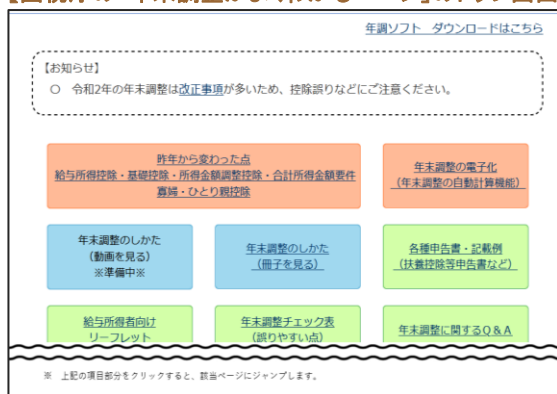 年調ソフト ダウンロードはこちら
【お知らせ】
○ 令和2年の年末調整は改正事項が多いため、控除誤りなどにご注意ください。
昨年から変わった点
給与所得控除・基礎控除・所得金額調整控除・合計所得金額要件
寡婦・ひとり親控除
年末調整の電子化
(年末調整の自動計算機能)
年末調整のしかた
(動画を見る)
※準備中※
年末調整のしかた
(冊子を見る)
各種申告書・記載例
(扶養控除等申告書など)
給与所得者向け
リーフレット
年末調整チェック表
(誤りやすい点)
年末調整に関するQ&A
※ 上記の項目部分をクリックすると、該当ページにジャンプします。